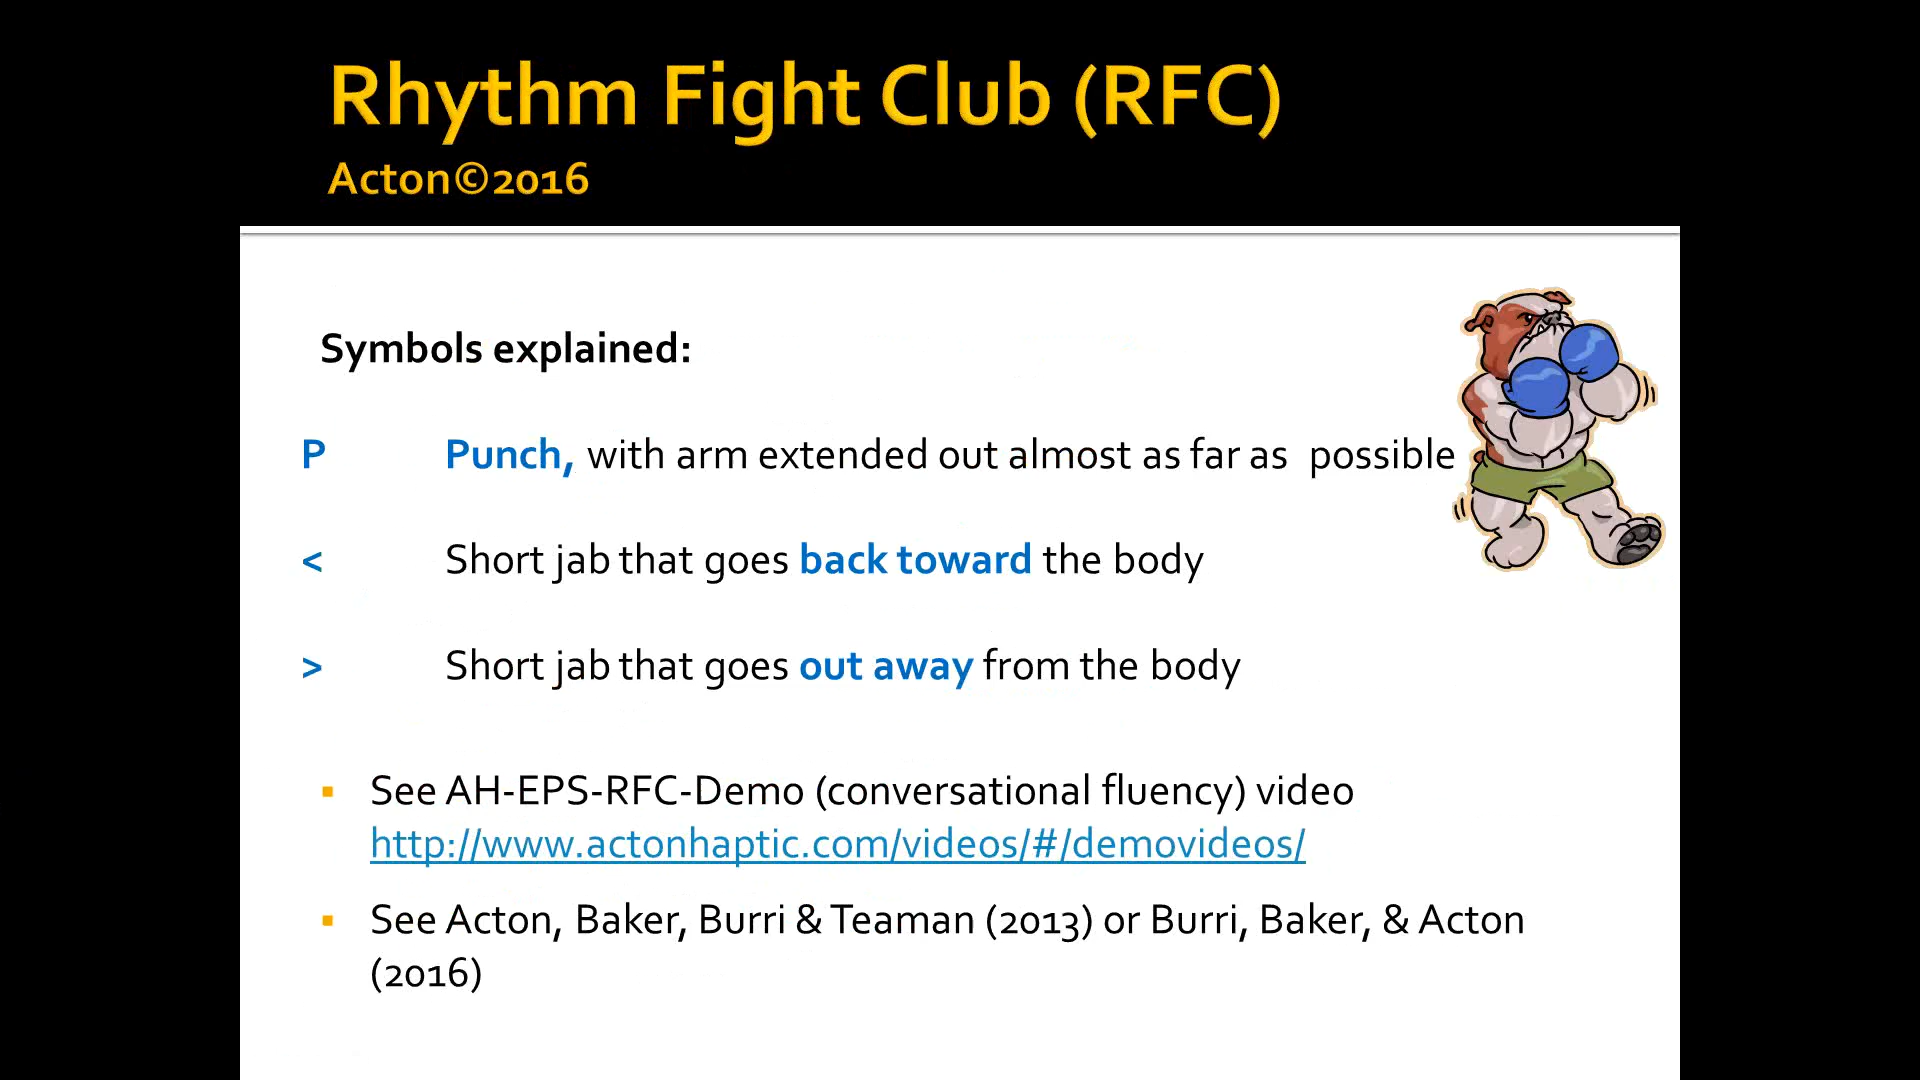 Rhythm Fight Club (RFC)
Acton©2016
Symbols explained:
P Punch, with arm extended out almost as far as possible
< Short jab that goes back toward the body
> Short jab that goes out away from the body
▪ See AH-EPS-RFC-Demo (conversational fluency) video
http://www.actonhaptic.com/videos/#/demovideos/
▪ See Acton, Baker, Burri & Teaman (2013) or Burri, Baker, & Acton
(2016)